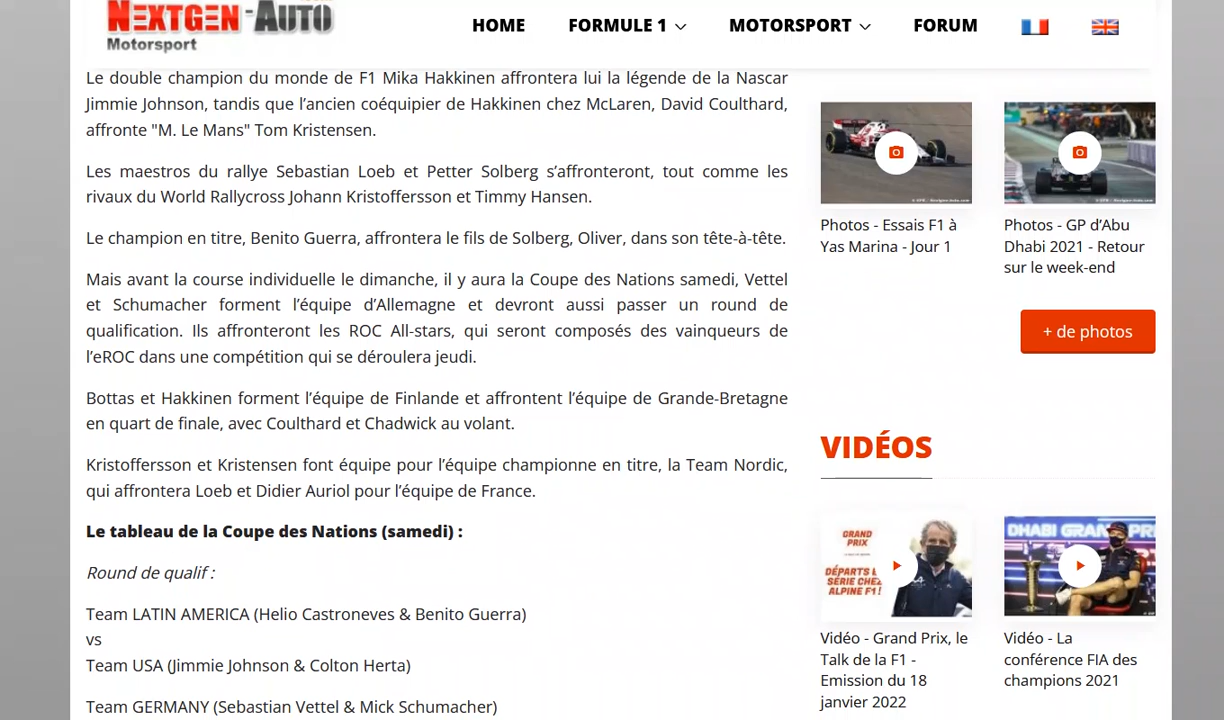 NEXTGEN-AUTO
Motorsport
HOME
FORMULE 1
MOTORSPORT
FORUM
Le double champion du monde de F1 Mika Hakkinen affrontera lui la légende de la Nascar
Jimmie Johnson, tandis que l’ancien coéquipier de Hakkinen chez McLaren, David Coulthard,
affronte "M. Le Mans" Tom Kristensen.
Les maestros du rallye Sebastian Loeb et Petter Solberg s’affronteront, tout comme les
rivaux du World Rallycross Johann Kristoffersson et Timmy Hansen.
Le champion en titre, Benito Guerra, affrontera le fils de Solberg, Oliver, dans son tête-à-tête.
Mais avant la course individuelle le dimanche, il y aura la Coupe des Nations samedi, Vettel
et Schumacher forment l’équipe d’Allemagne et devront aussi passer un round de
qualification. Ils affronteront les ROC All-stars, qui seront composés des vainqueurs de
l’eROC dans une compétition qui se déroulera jeudi.
Bottas et Hakkinen forment l’équipe de Finlande et affrontent l’équipe de Grande-Bretagne
en quart de finale, avec Coulthard et Chadwick au volant.
Kristoffersson et Kristensen font équipe pour l’équipe championne en titre, la Team Nordic,
qui affrontera Loeb et Didier Auriol pour l’équipe de France.
Le tableau de la Coupe des Nations (samedi) :
Round de qualif :
Team LATIN AMERICA (Helio Castroneves & Benito Guerra)
vs
Team USA (Jimmie Johnson & Colton Herta)
Team GERMANY (Sebastian Vettel & Mick Schumacher)
Photos - Essais F1 à
Yas Marina - Jour 1
Photos - GP d’Abu
Dhabi 2021 - Retour
sur le week-end
+ de photos
VIDÉOS
GRAND
PRIX
DÉPARTS
SÉRIE CHEZ
ALPINE F1 !
DHABI GRAND PR
Vidéo - Grand Prix, le
Talk de la F1 -
Emission du 18
janvier 2022
Vidéo - La
conférence FIA des
champions 2021